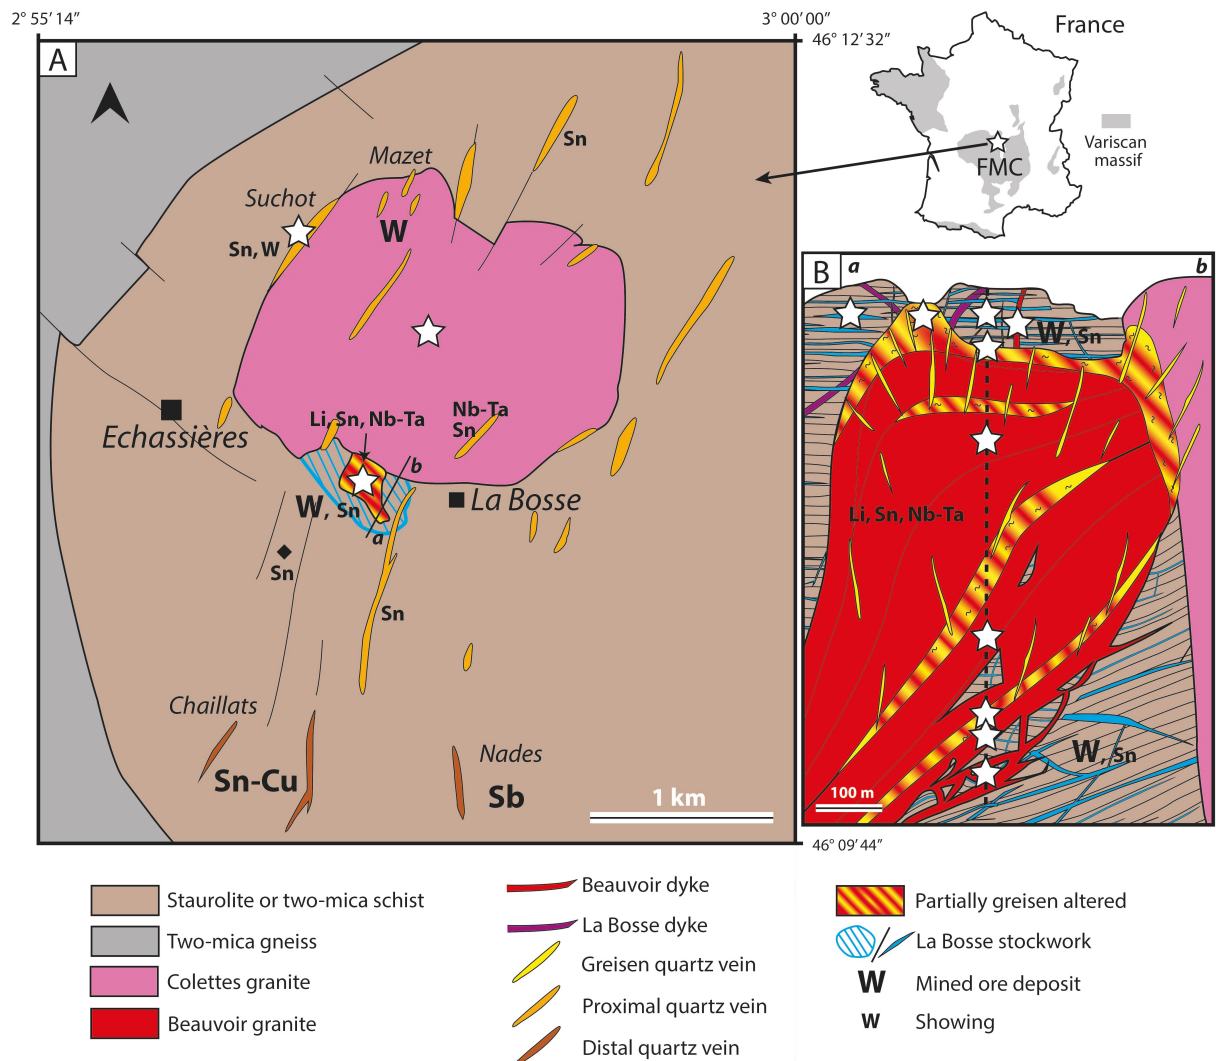 2° 55′ 14″
3° 00′ 00″
46° 12′ 32″
France
Variscan
massif
FMC
A
Mazet
Sn
Suchot
W
Sn, W
Li, Sn, Nb-Ta
Nb-Ta
Sn
Echassières
b
W, Sn
La Bosse
a
Sn
Sn
Chaillats
Sn-Cu
Nades
Sb
1 km
46° 09′ 44″
B
a
b
W, Sn
Li, Sn, Nb-Ta
W, Sn
100 m
Staurolite or two-mica schist
Two-mica gneiss
Colettes granite
Beauvoir granite
Beauvoir dyke
La Bosse dyke
Greisen quartz vein
Proximal quartz vein
Distal quartz vein
Partially greisen altered
La Bosse stockwork
W Mined ore deposit
W Showing